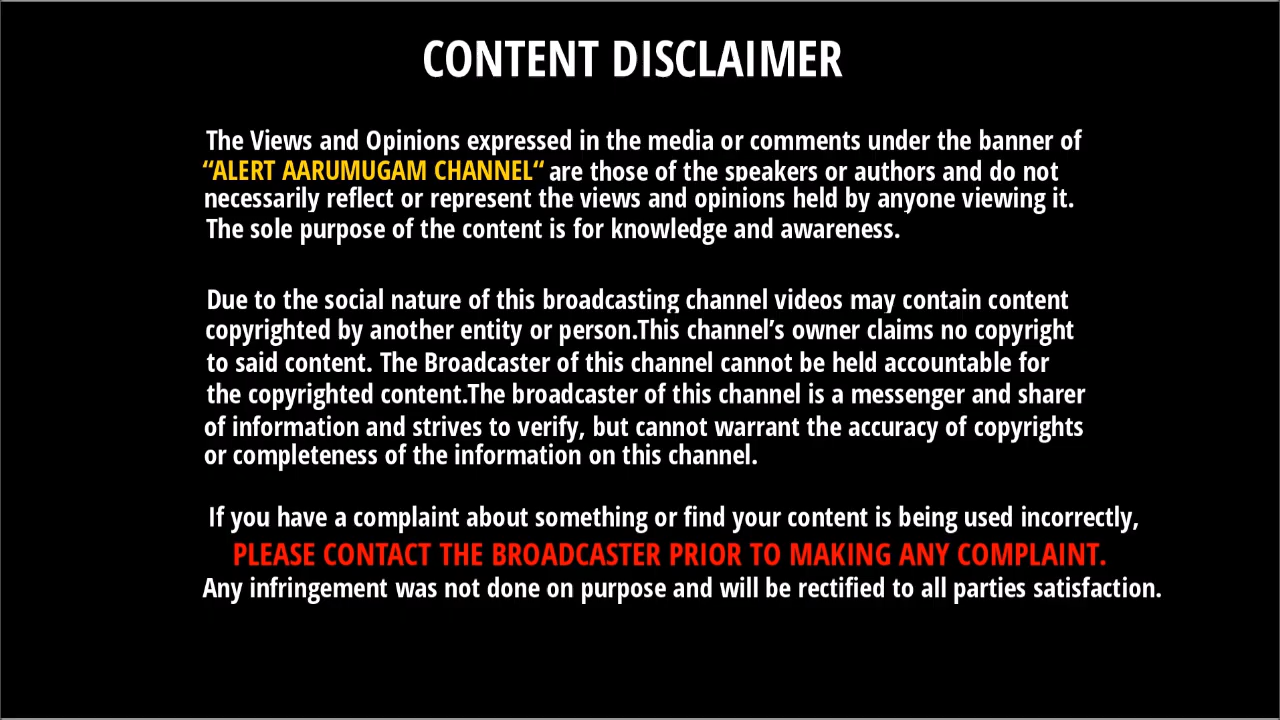 CONTENT DISCLAIMER
The Views and Opinions expressed in the media or comments under the banner of
“ALERT AARUMUGAM CHANNEL“ are those of the speakers or authors and do not
necessarily reflect or represent the views and opinions held by anyone viewing it.
The sole purpose of the content is for knowledge and awareness.
Due to the social nature of this broadcasting channel videos may contain content
copyrighted by another entity or person.This channel’s owner claims no copyright
to said content. The Broadcaster of this channel cannot be held accountable for
the copyrighted content.The broadcaster of this channel is a messenger and sharer
of information and strives to verify, but cannot warrant the accuracy of copyrights
or completeness of the information on this channel.
If you have a complaint about something or find your content is being used incorrectly,
PLEASE CONTACT THE BROADCASTER PRIOR TO MAKING ANY COMPLAINT.
Any infringement was not done on purpose and will be rectified to all parties satisfaction.